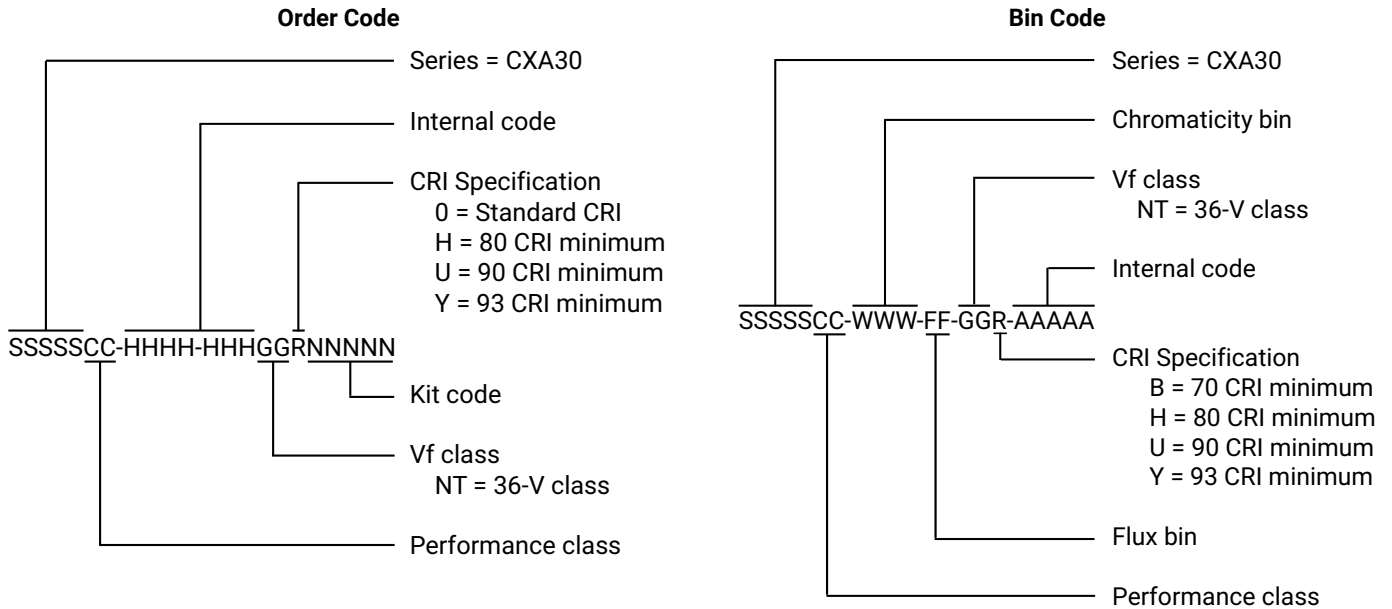 Order Code
Series = CXA30
Internal code
CRI Specification
0 = Standard CRI
H = 80 CRI minimum
U = 90 CRI minimum
Y = 93 CRI minimum
SSSSSCC-HHHH-HHHGGRNNNNN
Kit code
Vf class
NT = 36-V class
Performance class
Bin Code
Series = CXA30
Chromaticity bin
Vf class
NT = 36-V class
Internal code
SSSSSCC-WWW-FF-GGR-AAAAA
CRI Specification
B = 70 CRI minimum
H = 80 CRI minimum
U = 90 CRI minimum
Y = 93 CRI minimum
Flux bin
Performance class